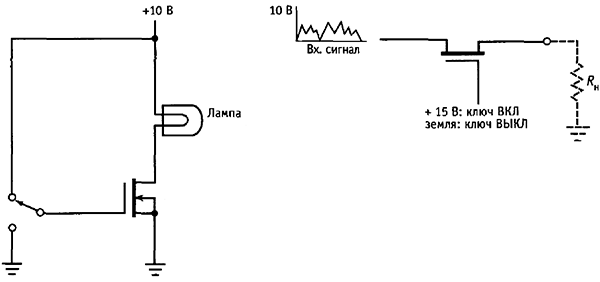 +10 В
Лампа
10 В
Вх. сигнал
+ 15 В: ключ ВКЛ
земля: ключ ВЫКЛ
Rн